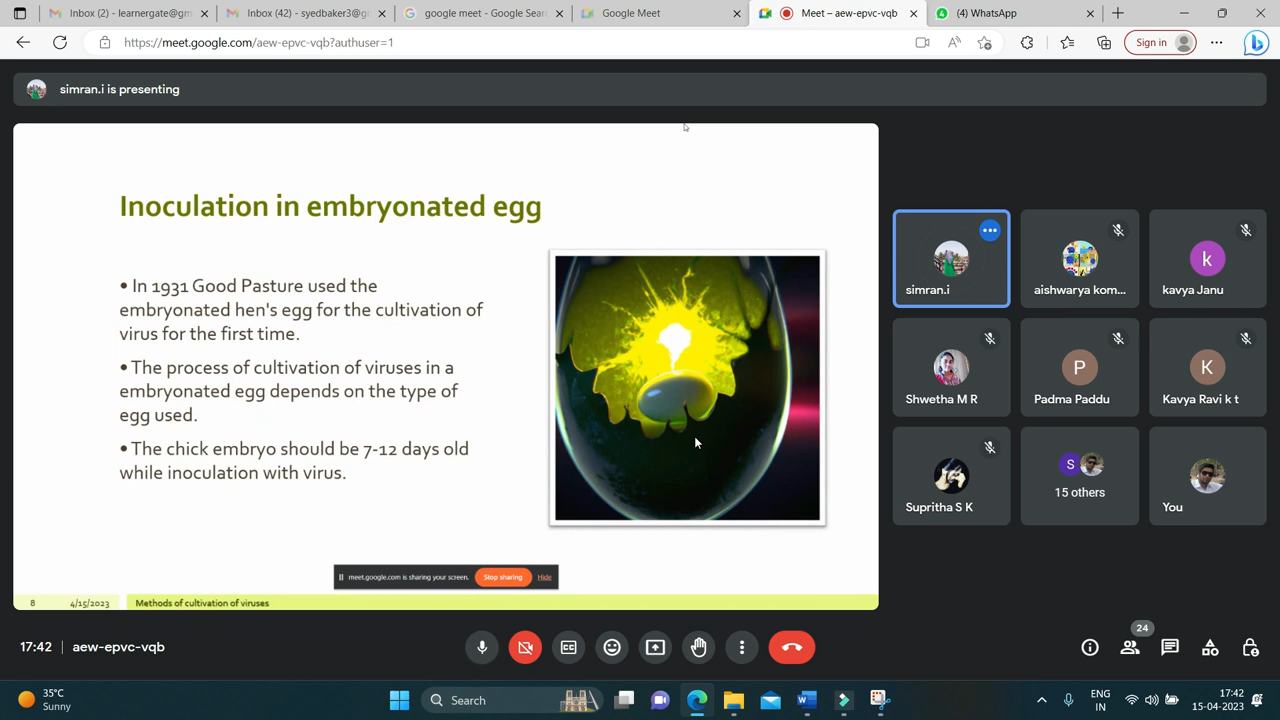 Inbox (2) - learnergate@gm
Inbox (42) - syedbaker3@g
google meet - Google Sear
Google Meet
Meet – aew-epvc-vqb
(4) WhatsApp
https://meet.google.com/aew-epvc-vqb?authuser=1
Sign in
simran.i is presenting
Inoculation in embryonated egg
• In 1931 Good Pasture used the
embryonated hen's egg for the cultivation of
virus for the first time.
• The process of cultivation of viruses in a
embryonated egg depends on the type of
egg used.
• The chick embryo should be 7-12 days old
while inoculation with virus.
meet.google.com is sharing your screen.
Stop sharing
Hide
8
4/15/2023
Methods of cultivation of viruses
simran.i
aishwarya kom...
k
kavya Janu
Shwetha M R
P
Padma Paddu
K
Kavya Ravi k t
Supritha S K
S
15 others
You
17:42 | aew-epvc-vqb
24
35°C
Sunny
Search
ENG
IN
17:42
15-04-2023